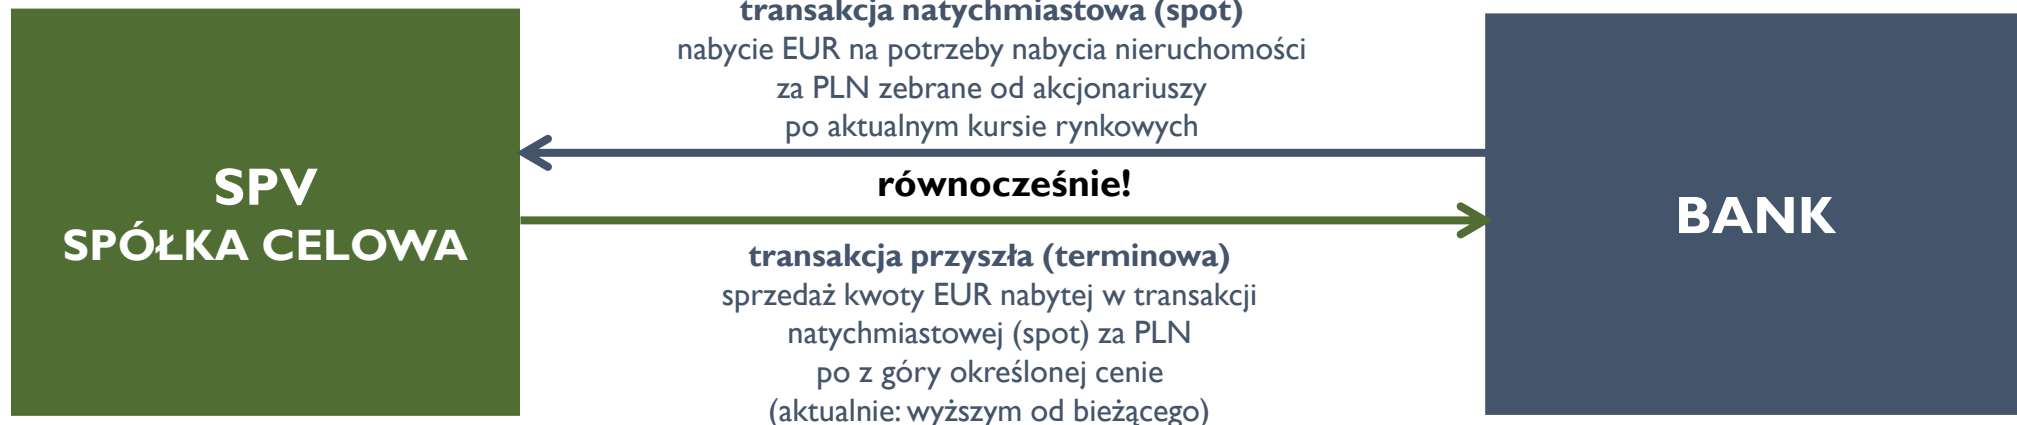 SPV
SPÓŁKA CELOWA
transakcja natychmiastowa (spot)
nabycie EUR na potrzeby nabycia nieruchomości
za PLN zebrane od akcjonariuszy
po aktualnym kursie rynkowych
równocześnie!
transakcja przyszła (terminowa)
sprzedaż kwoty EUR nabytej w transakcji
natychmiastowej (spot) za PLN
po z góry określonej cenie
(aktualnie: wyższym od bieżącego)
BANK